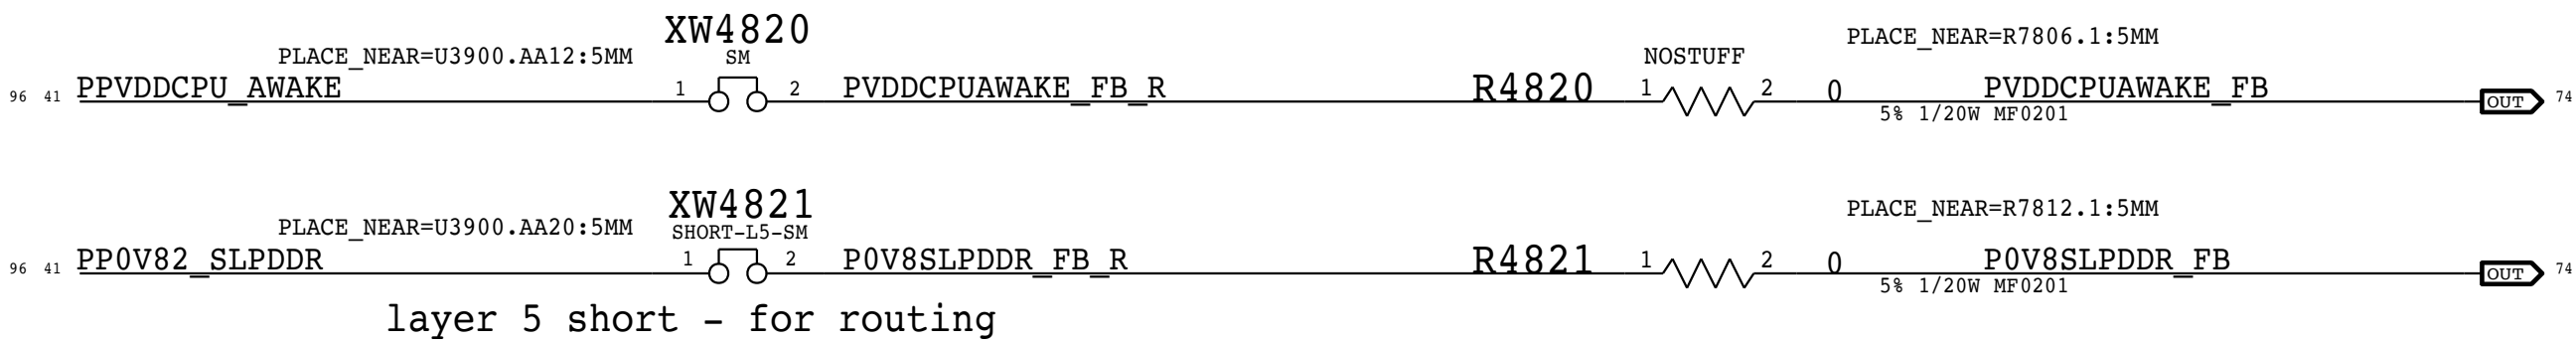 XW4820
PLACE_NEAR=U3900.AA12:5MM SM NOSTUFF PLACE_NEAR=R7806.1:5MM
96 41 PPVDDCPU_AWAKE 1 2 PVDDCPUAWAKE_FB_R R4820 1 2 0 PVDDCPUAWAKE_FB OUT 74
5% 1/20W MF0201
XW4821
PLACE_NEAR=U3900.AA20:5MM SHORT-L5-SM PLACE_NEAR=R7812.1:5MM
96 41 PP0V82_SLPDDR 1 2 P0V8SLPDDR_FB_R R4821 1 2 0 P0V8SLPDDR_FB OUT 74
5% 1/20W MF0201
layer 5 short - for routing